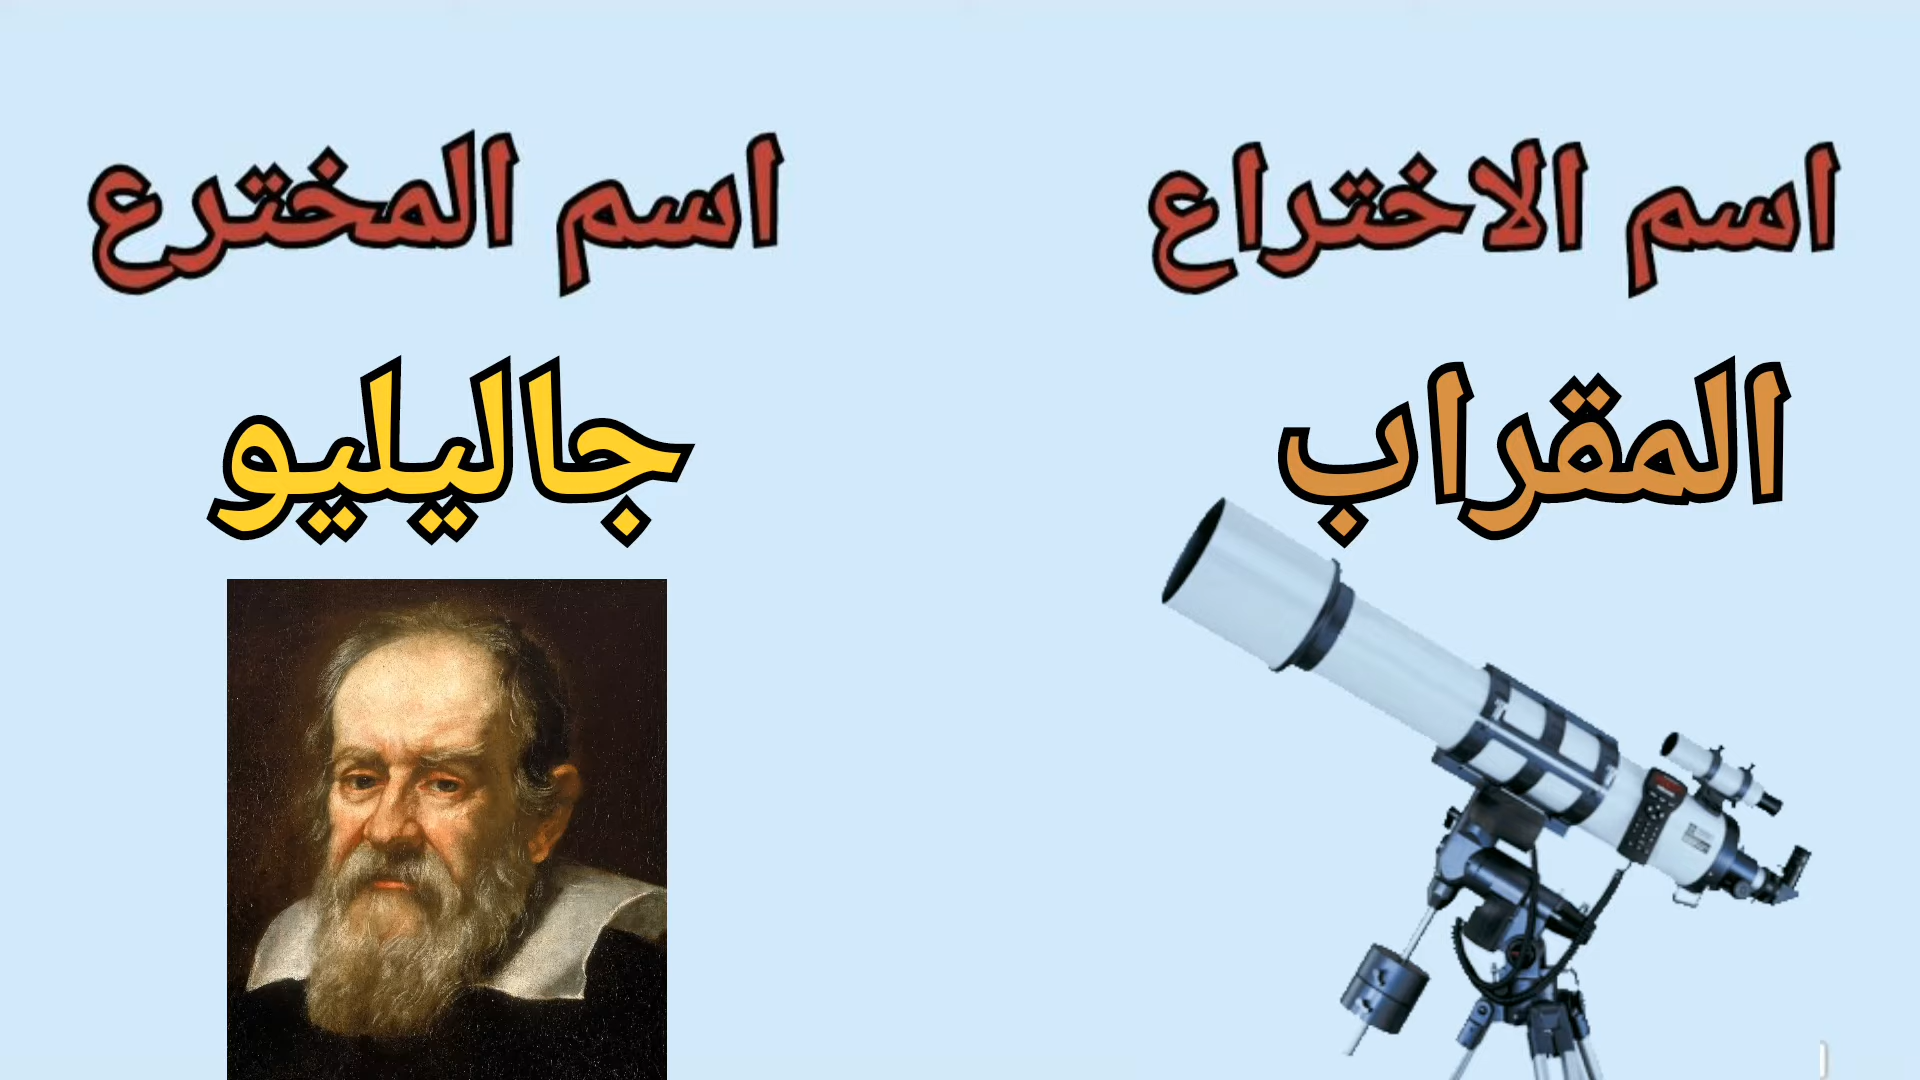 اسم الاختراع
اسم المخترع
المقراب
جاليليو